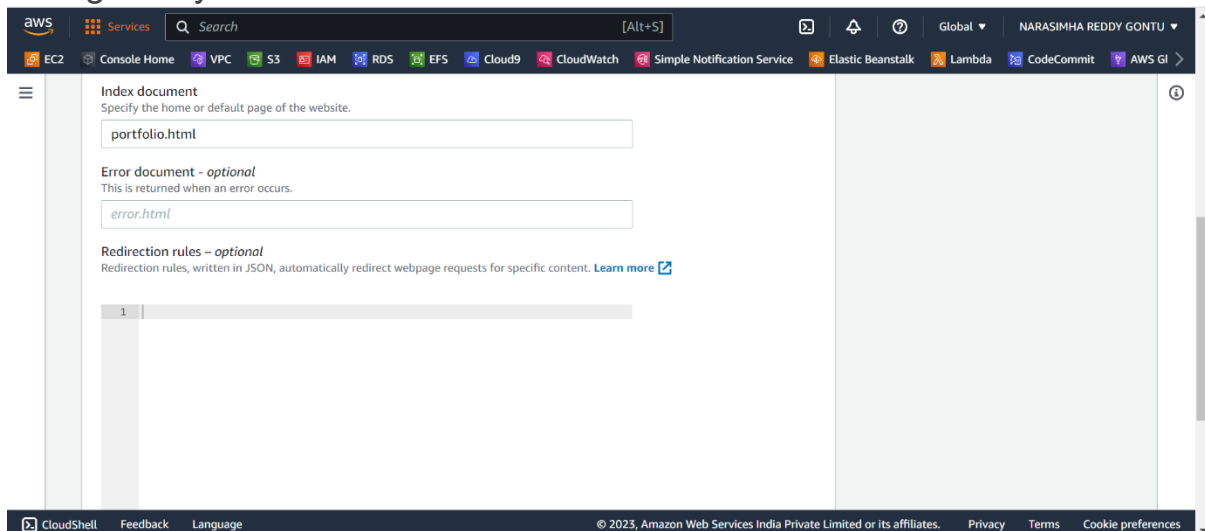 aws Services Search [Alt+S] Global ▼ NARASIMHA REDDY GONTU ▼
EC2 Console Home VPC S3 IAM RDS EFS Cloud9 CloudWatch Simple Notification Service Elastic Beanstalk Lambda CodeCommit AWS Gl
Index document
Specify the home or default page of the website.
portfolio.html
Error document - optional
This is returned when an error occurs.
error.html
Redirection rules – optional
Redirection rules, written in JSON, automatically redirect webpage requests for specific content. Learn more
1
CloudShell Feedback Language © 2023, Amazon Web Services India Private Limited or its affiliates. Privacy Terms Cookie preferences